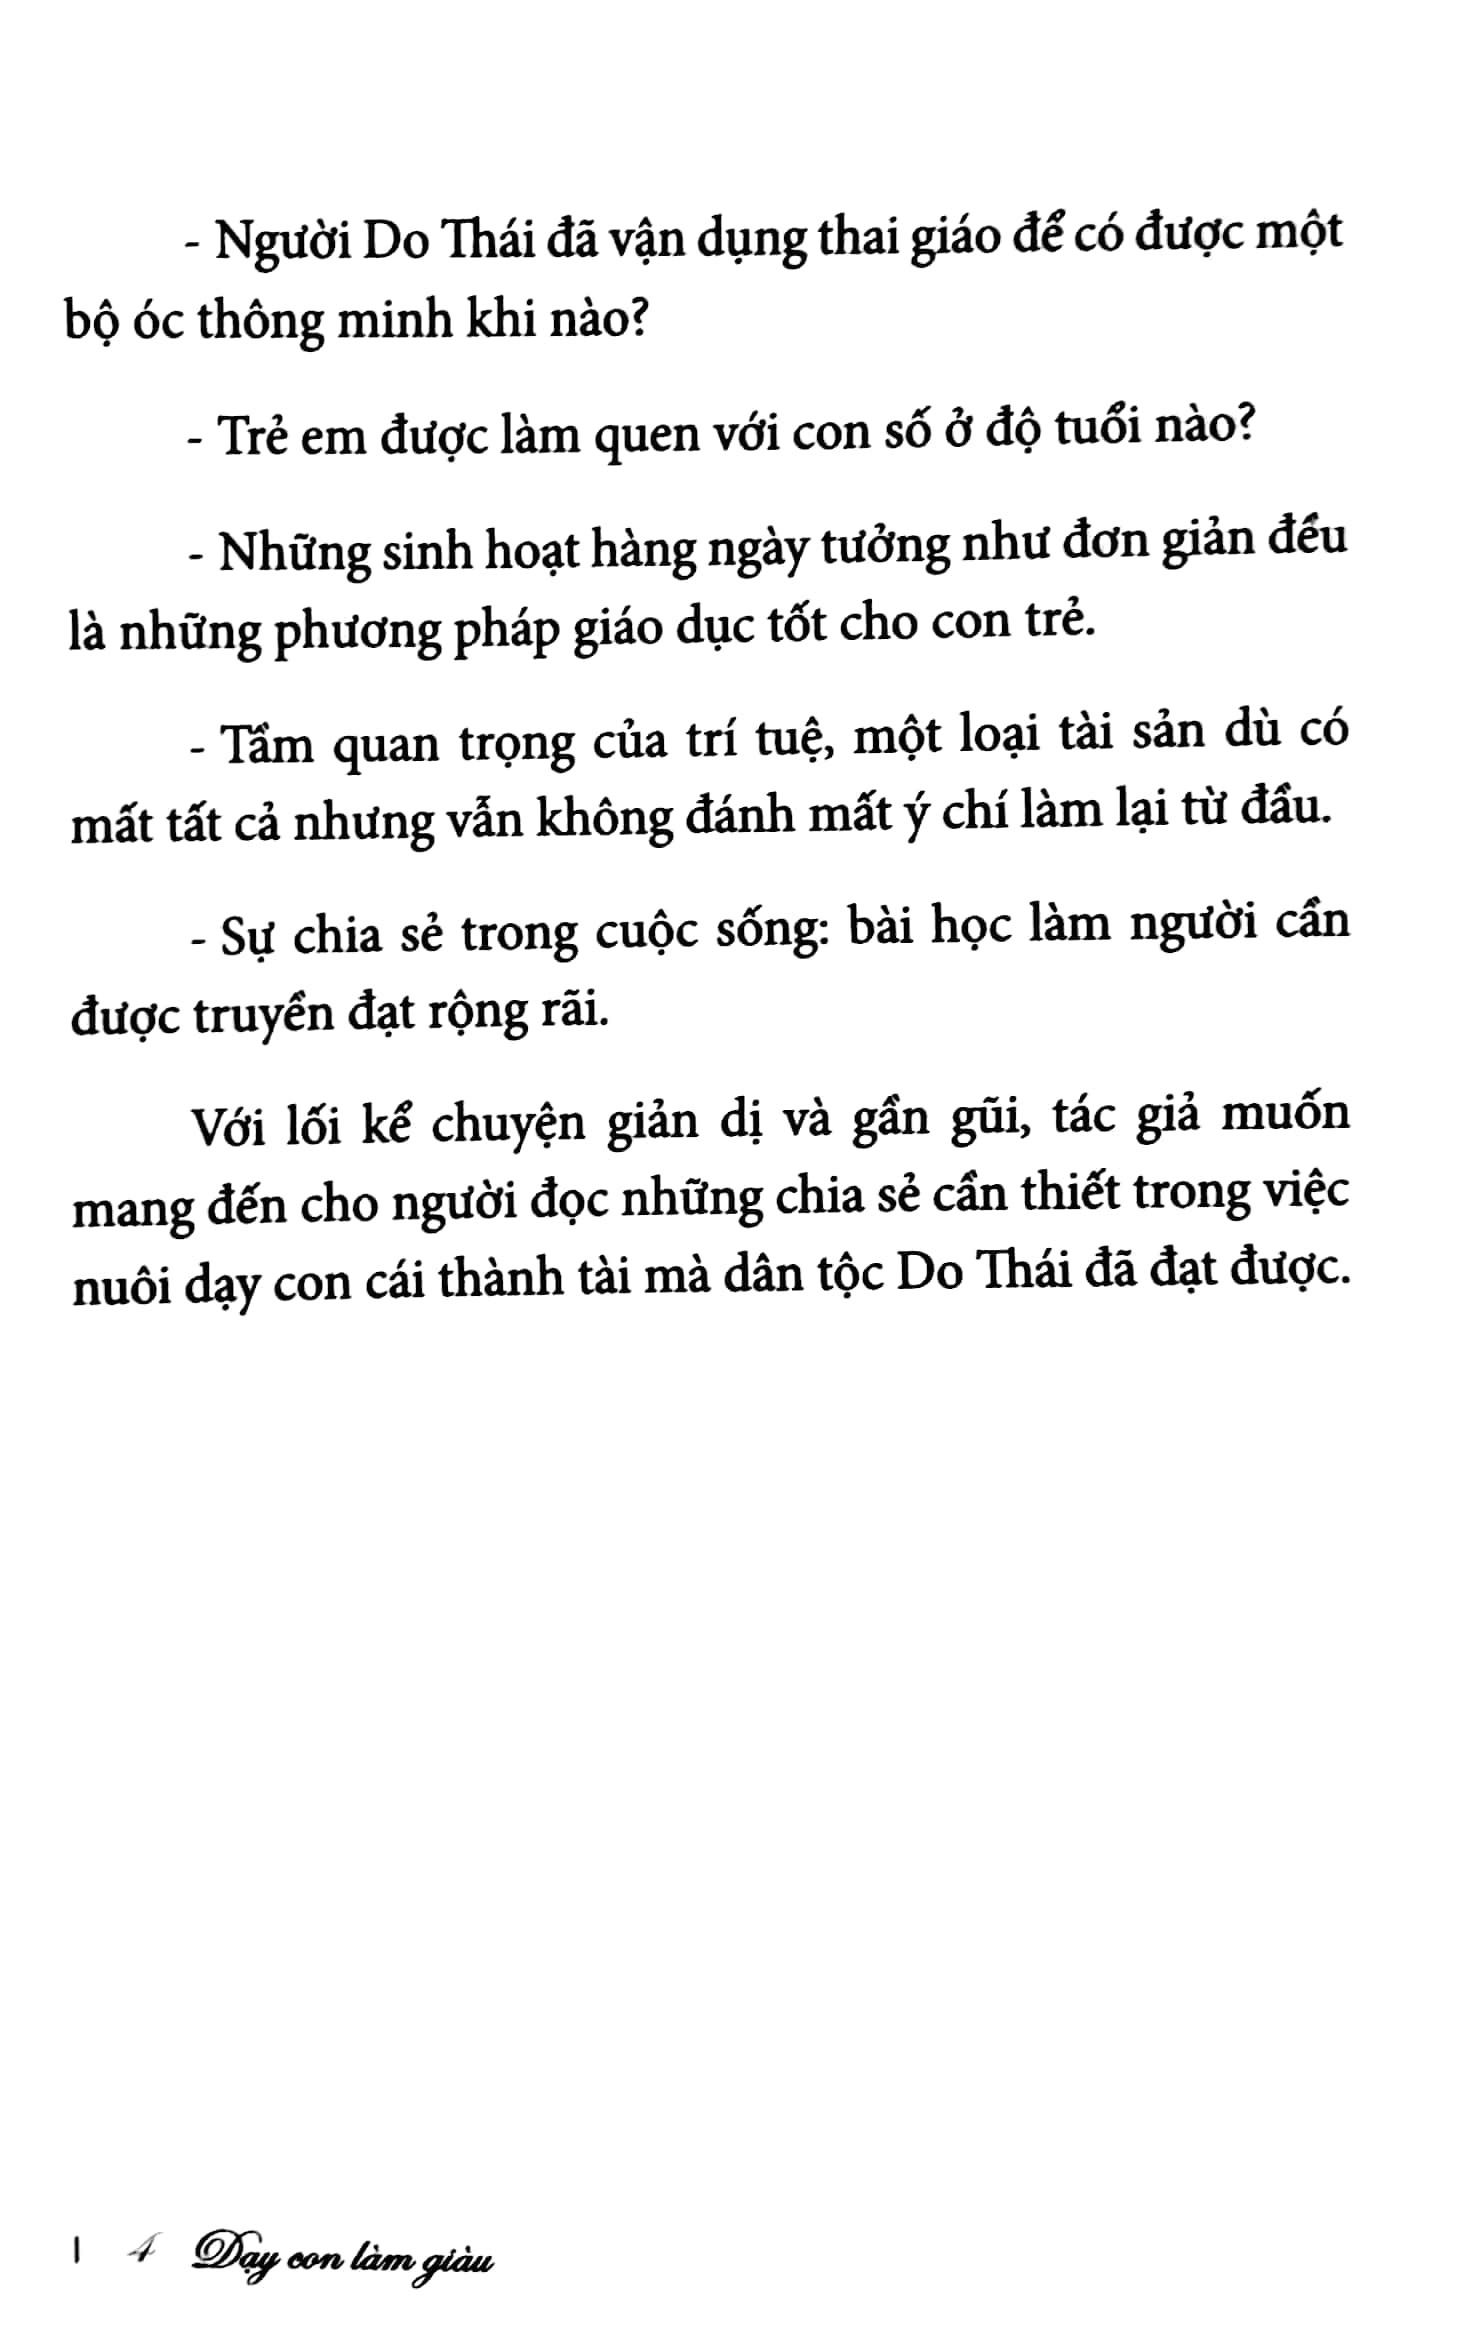 - Người Do Thái đã vận dụng thai giáo để có được một
bộ óc thông minh khi nào?
- Trẻ em được làm quen với con số ở độ tuổi nào?
- Những sinh hoạt hàng ngày tưởng như đơn giản đều
là những phương pháp giáo dục tốt cho con trẻ.
- Tầm quan trọng của trí tuệ, một loại tài sản dù có
mất tất cả nhưng vẫn không đánh mất ý chí làm lại từ đầu.
- Sự chia sẻ trong cuộc sống: bài học làm người cần
được truyền đạt rộng rãi.
Với lối kể chuyện giản dị và gần gũi, tác giả muốn
mang đến cho người đọc những chia sẻ cần thiết trong việc
nuôi dạy con cái thành tài mà dân tộc Do Thái đã đạt được.
| 4 Dạy con làm giàu